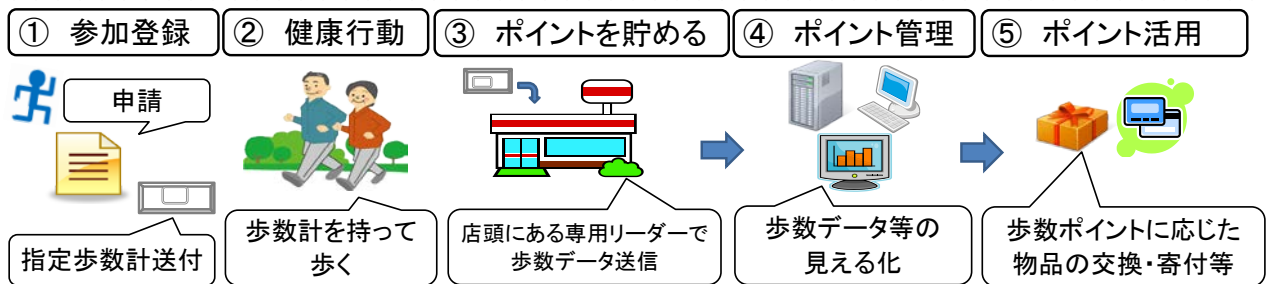 ① 参加登録
② 健康行動
③ ポイントを貯める
④ ポイント管理
⑤ ポイント活用
申請
指定歩数計送付
歩数計を持って
歩く
店頭にある専用リーダーで
歩数データ送信
歩数データ等の
見える化
歩数ポイントに応じた
物品の交換・寄付等